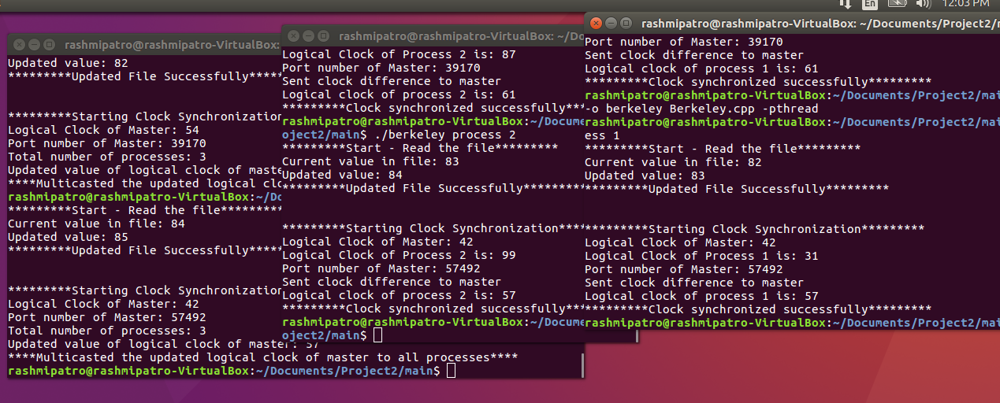 En
12:03 PM
rashmipatro@rashmipatro-VirtualBox:
Updated value: 82
*********Updated File Successfully*****
*********Starting Clock Synchronization
Logical Clock of Master: 54
Port number of Master: 39170
Total number of processes: 3
Updated value of logical clock of maste
****Multicasted the updated logical clo
rashmipatro@rashmipatro-VirtualBox:~/Do
*********Start - Read the file*********
Current value in file: 84
Updated value: 85
*********Updated File Successfully*****
*********Starting Clock Synchronization
Logical Clock of Master: 42
Port number of Master: 57492
Total number of processes: 3
Updated value of logical clock of master: 57
****Multicasted the updated logical clock of master to all processes****
rashmipatro@rashmipatro-VirtualBox:~/Documents/Project2/main$
rashmipatro@rashmipatro-VirtualBox: ~/Do
Logical Clock of Process 2 is: 87
Port number of Master: 39170
Sent clock difference to master
Logical clock of process 2 is: 61
*********Clock synchronized successfully***
rashmipatro@rashmipatro-VirtualBox:~/Docume
oject2/main$ ./berkeley process 2
*********Start - Read the file*********
Current value in file: 83
Updated value: 84
*********Updated File Successfully*********
*********Starting Clock Synchronization****
Logical Clock of Master: 42
Logical Clock of Process 2 is: 99
Port number of Master: 57492
Sent clock difference to master
Logical clock of process 2 is: 57
*********Clock synchronized successfully***
rashmipatro@rashmipatro-VirtualBox:~/Docume
oject2/main$
rashmipatro@rashmipatro-VirtualBox: ~/Documents/Project2/
Port number of Master: 39170
Sent clock difference to master
Logical clock of process 1 is: 61
*********Clock synchronized successfully*********
rashmipatro@rashmipatro-VirtualBox:~/Documents/Project2/mai
-o berkeley Berkeley.cpp -pthread
rashmipatro@rashmipatro-VirtualBox:~/Documents/Project2/mai
ess 1
*********Start - Read the file*********
Current value in file: 82
Updated value: 83
*********Updated File Successfully*********
*********Starting Clock Synchronization*********
Logical Clock of Master: 42
Logical Clock of Process 1 is: 31
Port number of Master: 57492
Sent clock difference to master
Logical clock of process 1 is: 57
*********Clock synchronized successfully*********
rashmipatro@rashmipatro-VirtualBox:~/Documents/Project2/mai